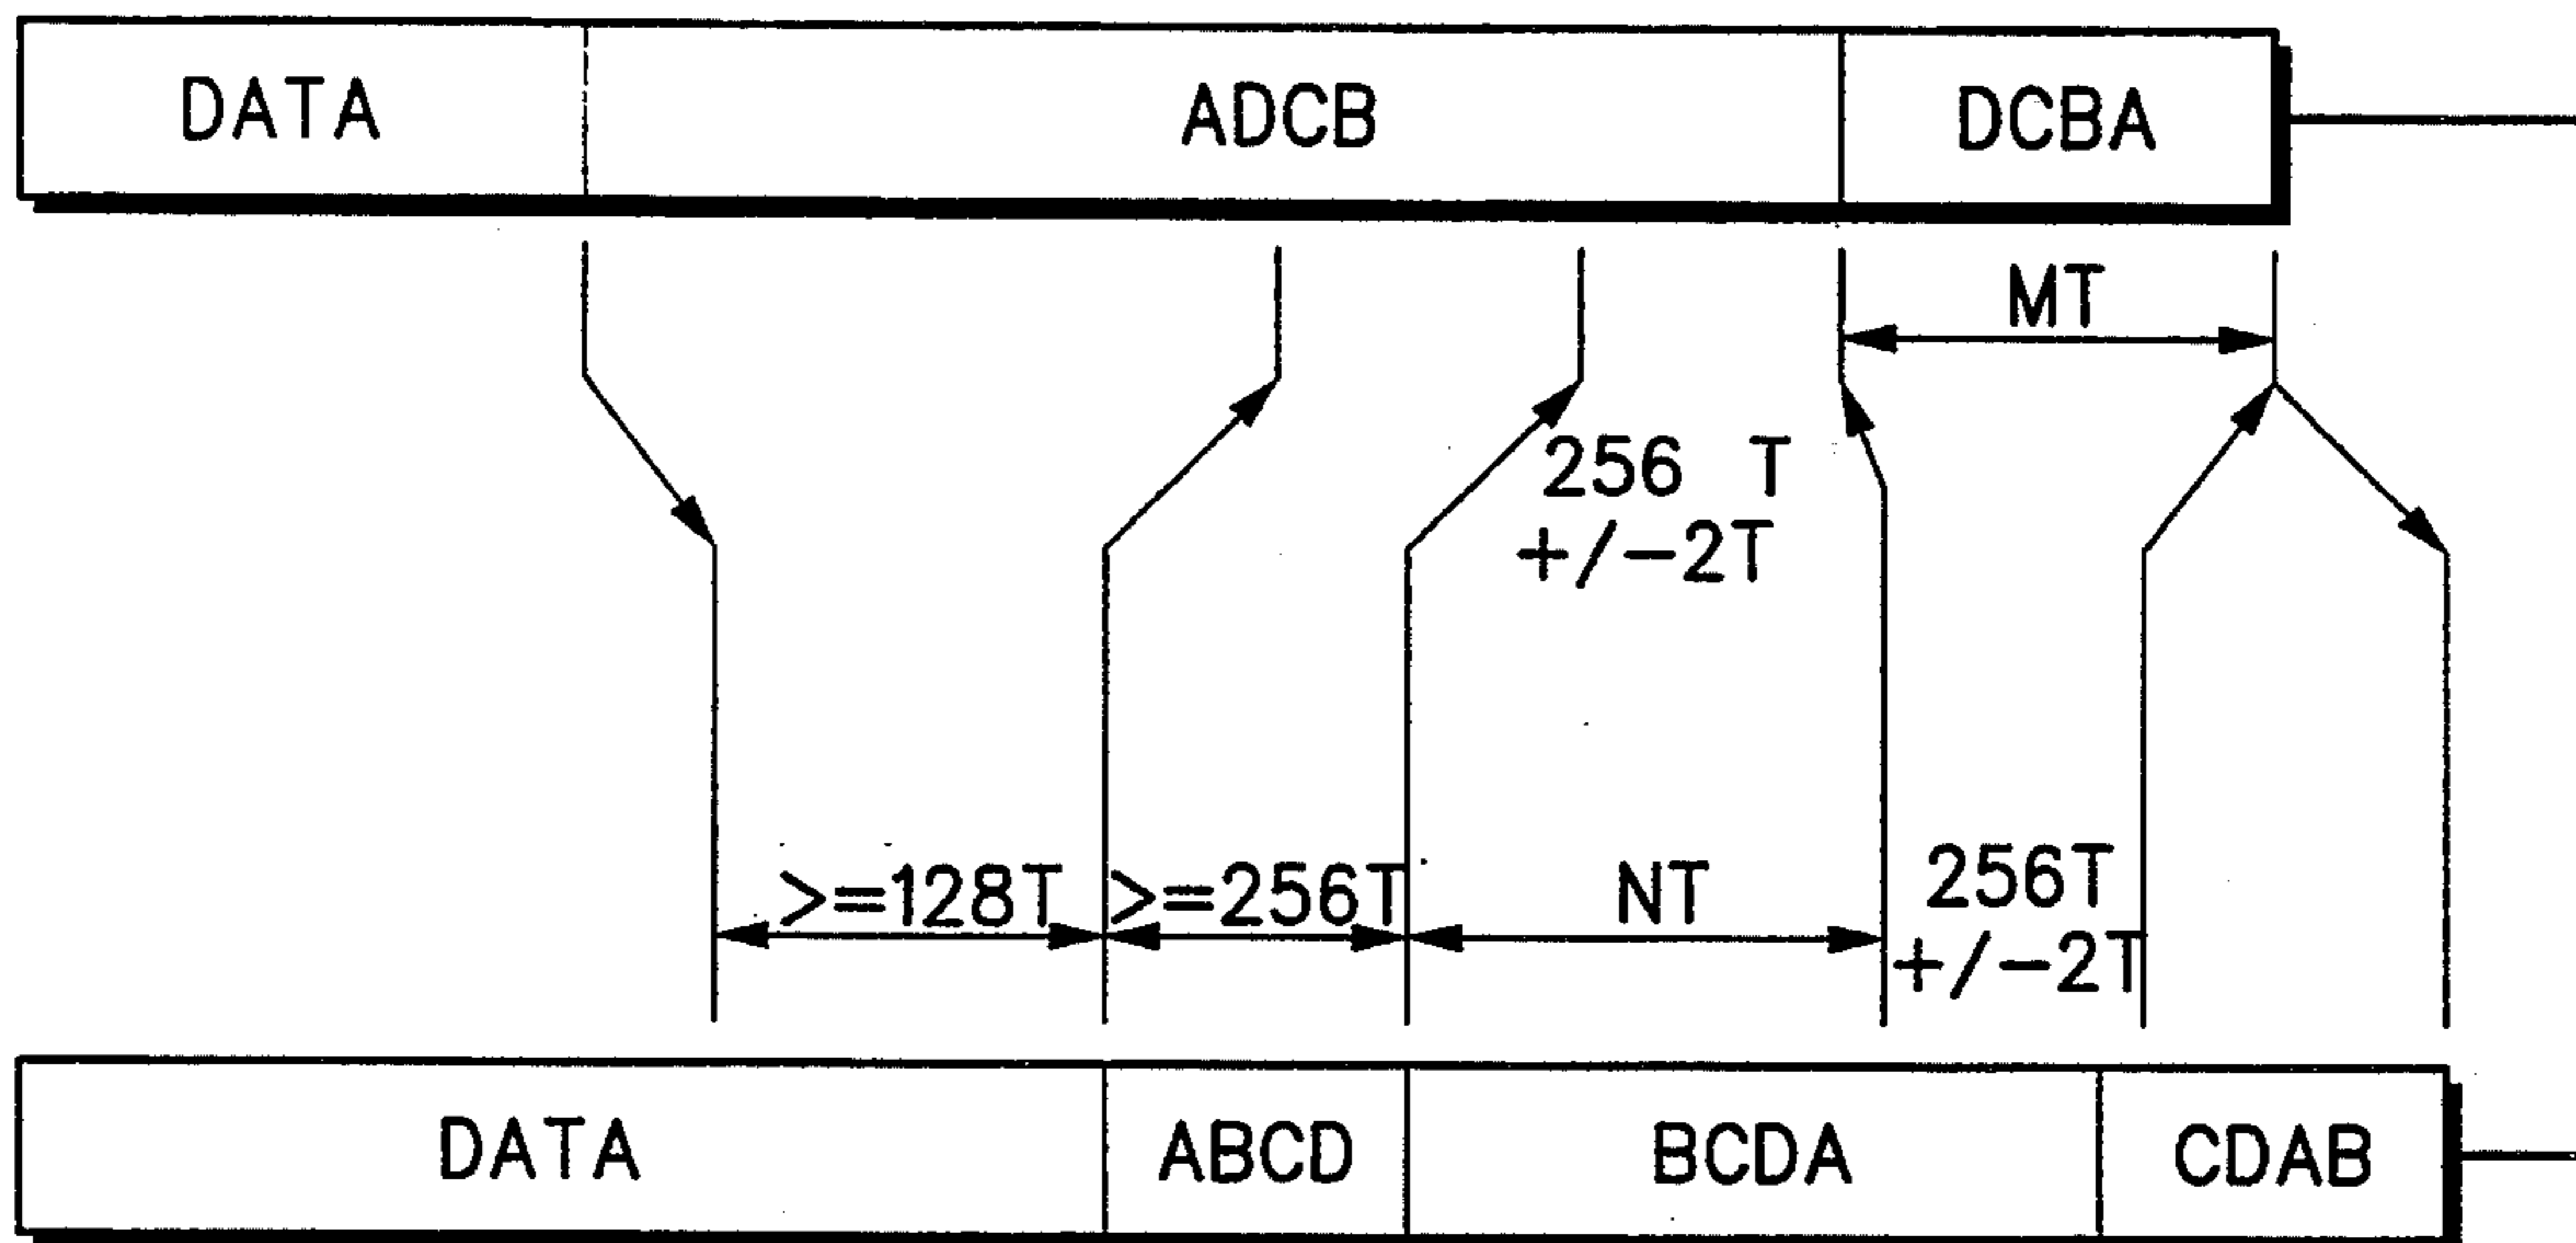 DATA ADCB DCBA
MT
256 T
+/-2T
>=128T >=256T NT 256T
+/-2T
DATA ABCD BCDA CDAB